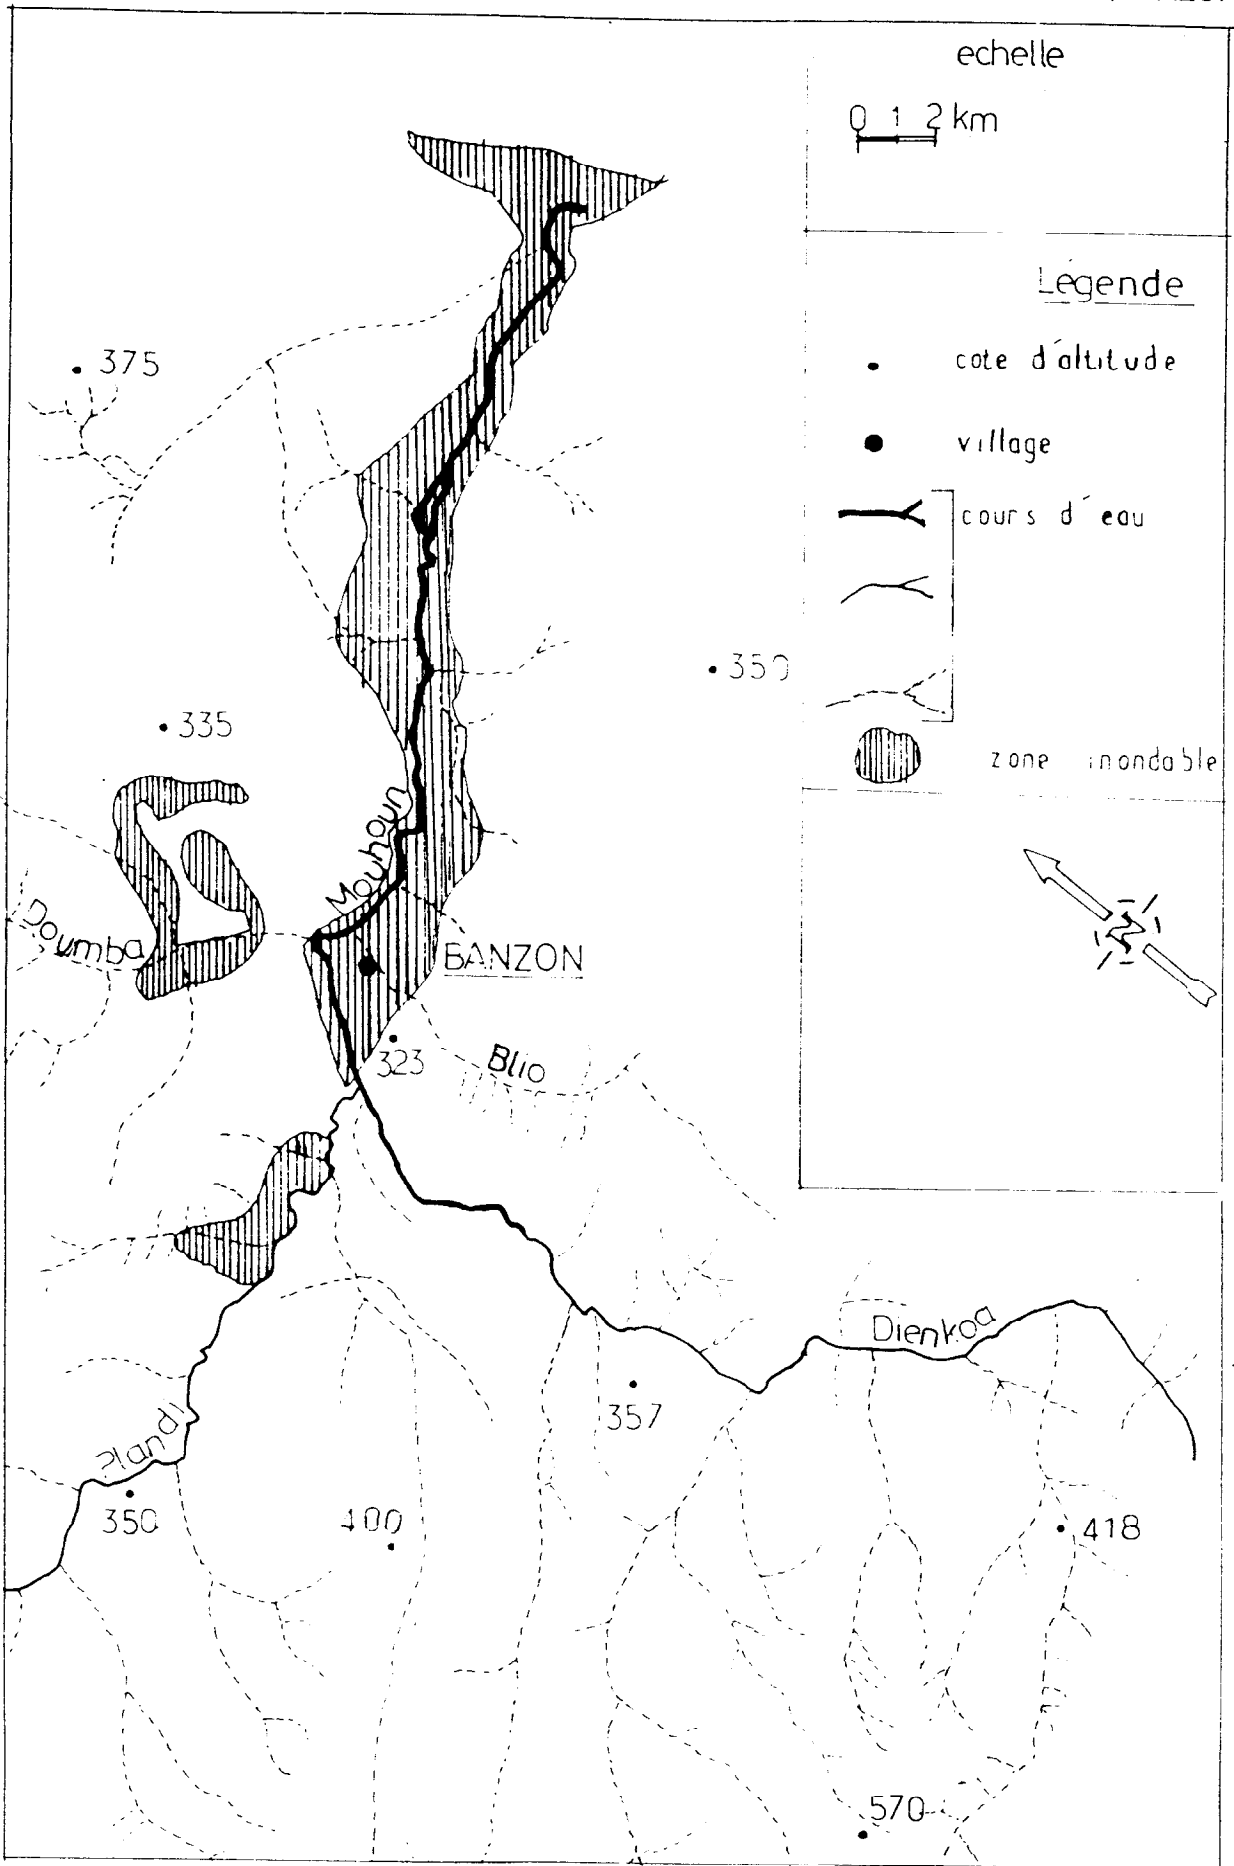 echelle
0 1 2 km
Légende
cote d'altitude
village
cours d'eau
zone inondable
375
350
335
Mouhoun
Doumba
BANZON
323
Blio
Dienkoa
357
Plandi
350
400
418
570